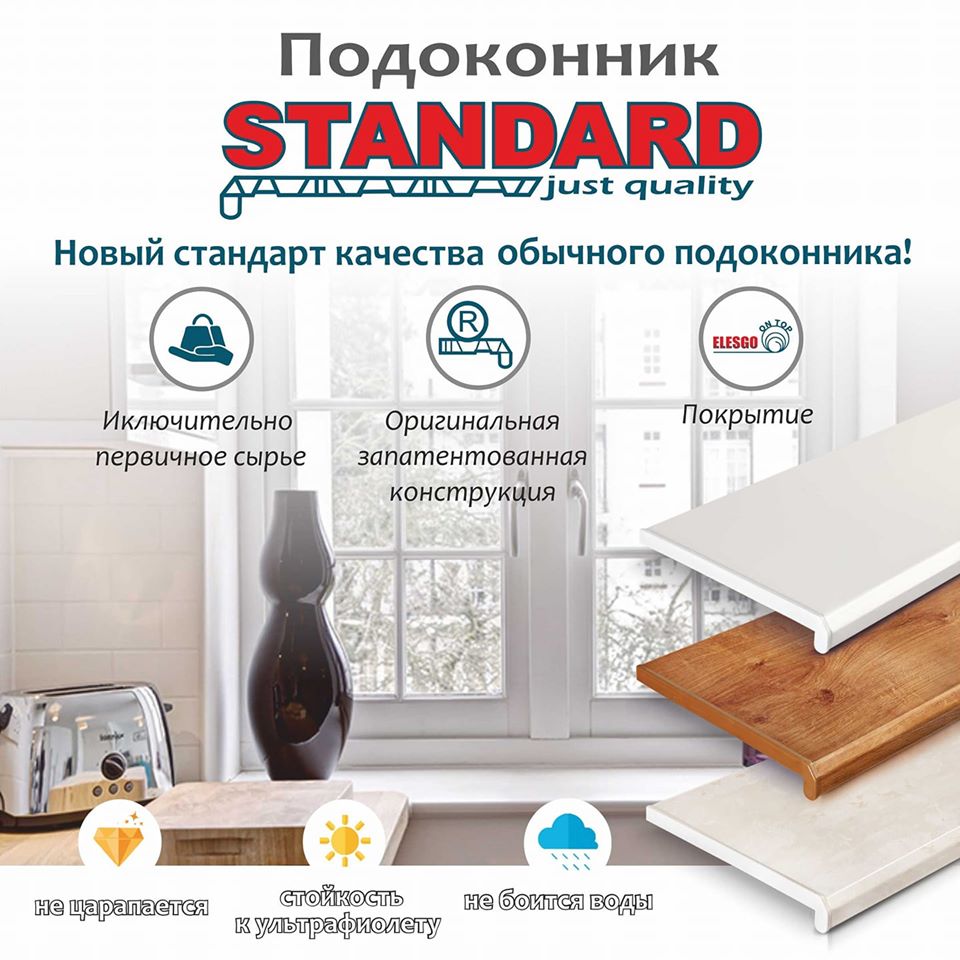 Подоконник
STANDARD
just quality
Новый стандарт качества обычного подоконника!
R
ELESGO ON TOP
Иключительно
первичное сырье
Оригинальная
запатентованная
конструкция
Покрытие
не царапается
стойкость
к ультрафиолету
не боится воды